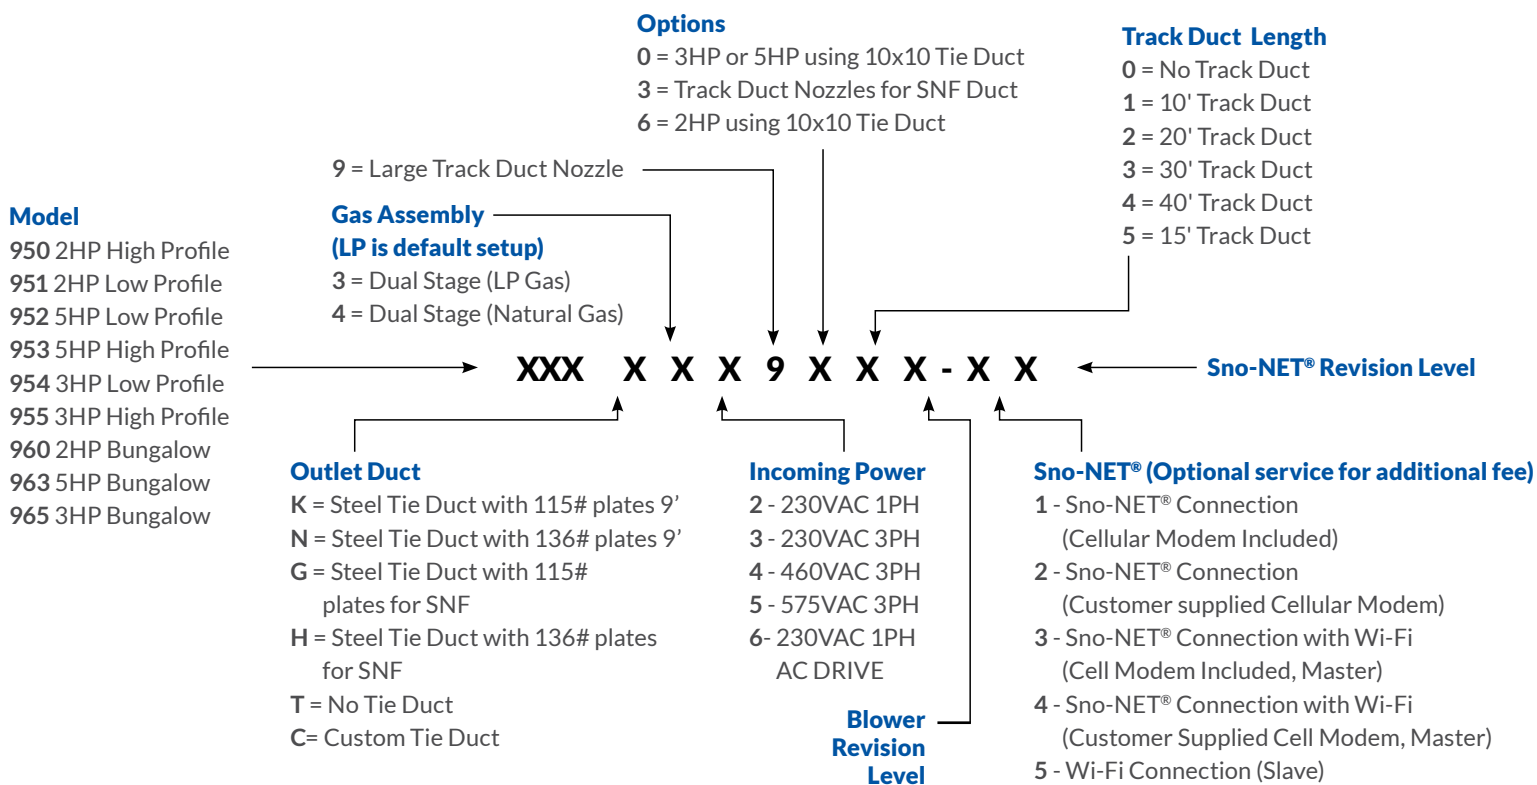 Options
0 = 3HP or 5HP using 10x10 Tie Duct
3 = Track Duct Nozzles for SNF Duct
6 = 2HP using 10x10 Tie Duct
Track Duct Length
0 = No Track Duct
1 = 10' Track Duct
2 = 20' Track Duct
3 = 30' Track Duct
4 = 40' Track Duct
5 = 15' Track Duct
9 = Large Track Duct Nozzle
Gas Assembly
(LP is default setup)
3 = Dual Stage (LP Gas)
4 = Dual Stage (Natural Gas)
Model
950 2HP High Profile
951 2HP Low Profile
952 5HP Low Profile
953 5HP High Profile
954 3HP Low Profile
955 3HP High Profile
960 2HP Bungalow
963 5HP Bungalow
965 3HP Bungalow
XXX X X X 9 X X X - X X
Sno-NET® Revision Level
Outlet Duct
K = Steel Tie Duct with 115# plates 9’
N = Steel Tie Duct with 136# plates 9’
G = Steel Tie Duct with 115#
plates for SNF
H = Steel Tie Duct with 136# plates
for SNF
T = No Tie Duct
C= Custom Tie Duct
Incoming Power
2 - 230VAC 1PH
3 - 230VAC 3PH
4 - 460VAC 3PH
5 - 575VAC 3PH
6- 230VAC 1PH
AC DRIVE
Blower
Revision
Level
Sno-NET® (Optional service for additional fee)
1 - Sno-NET® Connection
(Cellular Modem Included)
2 - Sno-NET® Connection
(Customer supplied Cellular Modem)
3 - Sno-NET® Connection with Wi-Fi
(Cell Modem Included, Master)
4 - Sno-NET® Connection with Wi-Fi
(Customer Supplied Cell Modem, Master)
5 - Wi-Fi Connection (Slave)